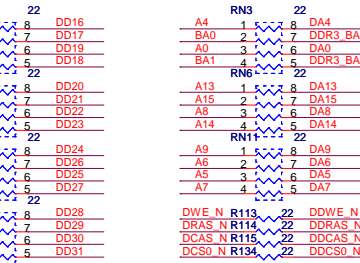 22 RN3 22
8 DD16 A4 1 8 DA4
7 DD17 BA0 2 7 DDR3_BA
6 DD19 A0 3 6 DA0
5 DD18 BA1 4 5 DDR3_BA
22 RN6 22
8 DD20 A13 1 8 DA13
7 DD21 A15 2 7 DA15
6 DD22 A8 3 6 DA8
5 DD23 A14 4 5 DA14
22 RN11 22
8 DD24 A9 1 8 DA9
7 DD26 A6 2 7 DA6
6 DD25 A5 3 6 DA5
5 DD27 A7 4 5 DA7
22
8 DD28 DWE_N R113 22 DDWE_N
7 DD29 DRAS_N R114 22 DDRAS_N
6 DD30 DCAS_N R115 22 DDCAS_N
5 DD31 DCS0_N R134 22 DDCS0_N